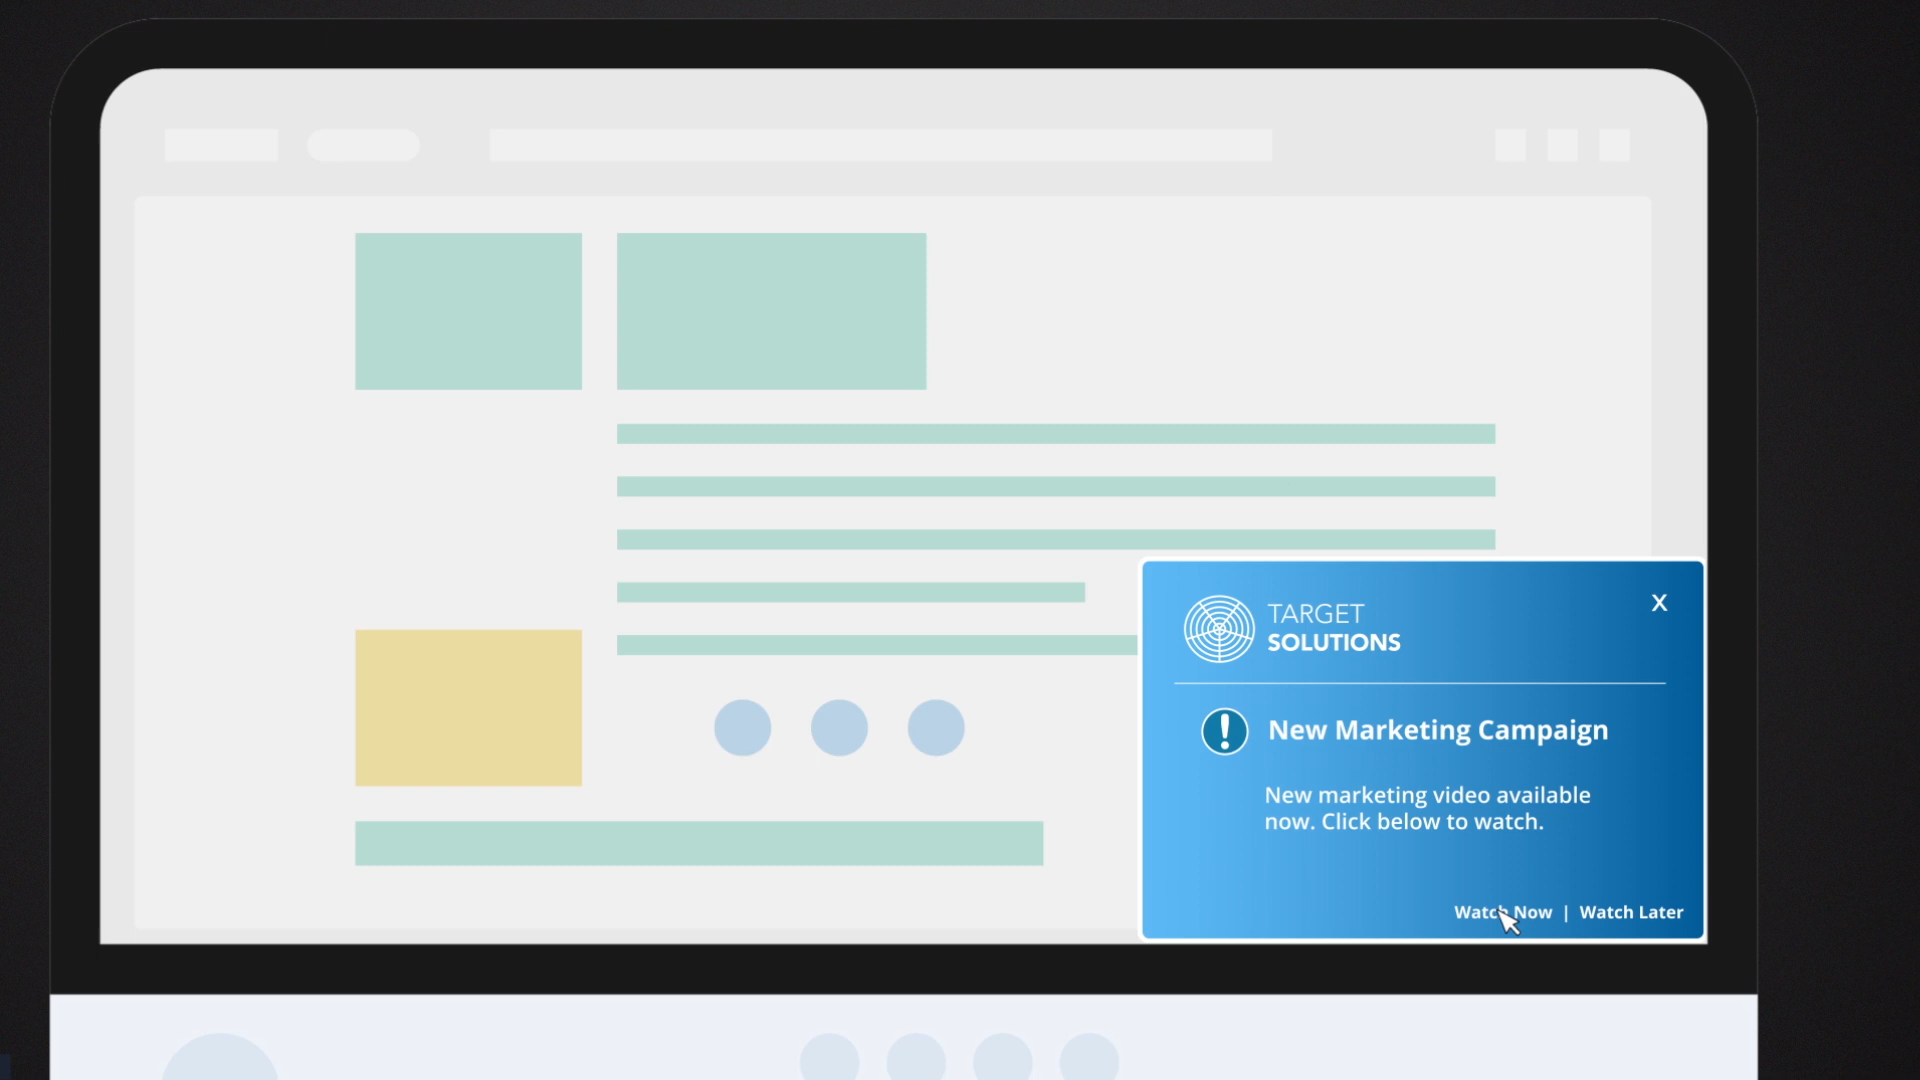 TARGET
SOLUTIONS
X
New Marketing Campaign
New marketing video available
now. Click below to watch.
Watch Now | Watch Later